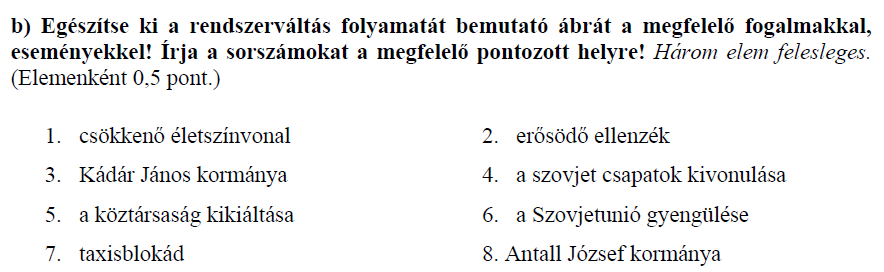 b) Egészítse ki a rendszerváltás folyamatát bemutató ábrát a megfelelő fogalmakkal,
eseményekkel! Írja a sorszámokat a megfelelő pontozott helyre! Három elem felesleges.
(Elemenként 0,5 pont.)
1. csökkenő életszínvonal
2. erősödő ellenzék
3. Kádár János kormánya
4. a szovjet csapatok kivonulása
5. a köztársaság kikiáltása
6. a Szovjetunió gyengülése
7. taxisblokád
8. Antall József kormánya